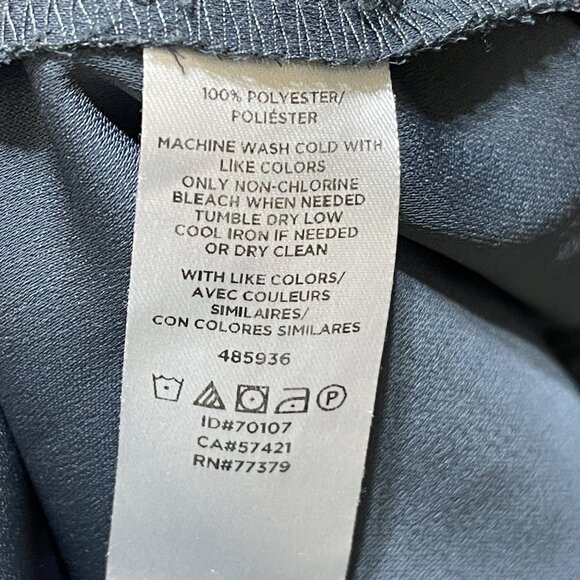 100% POLYESTER/
POLIÉSTER
MACHINE WASH COLD WITH
LIKE COLORS
ONLY NON-CHLORINE
BLEACH WHEN NEEDED
TUMBLE DRY LOW
COOL IRON IF NEEDED
OR DRY CLEAN
WITH LIKE COLORS/
AVEC COULEURS
SIMILAIRES/
CON COLORES SIMILARES
485936
P
ID#70107
CA#57421
RN#77379